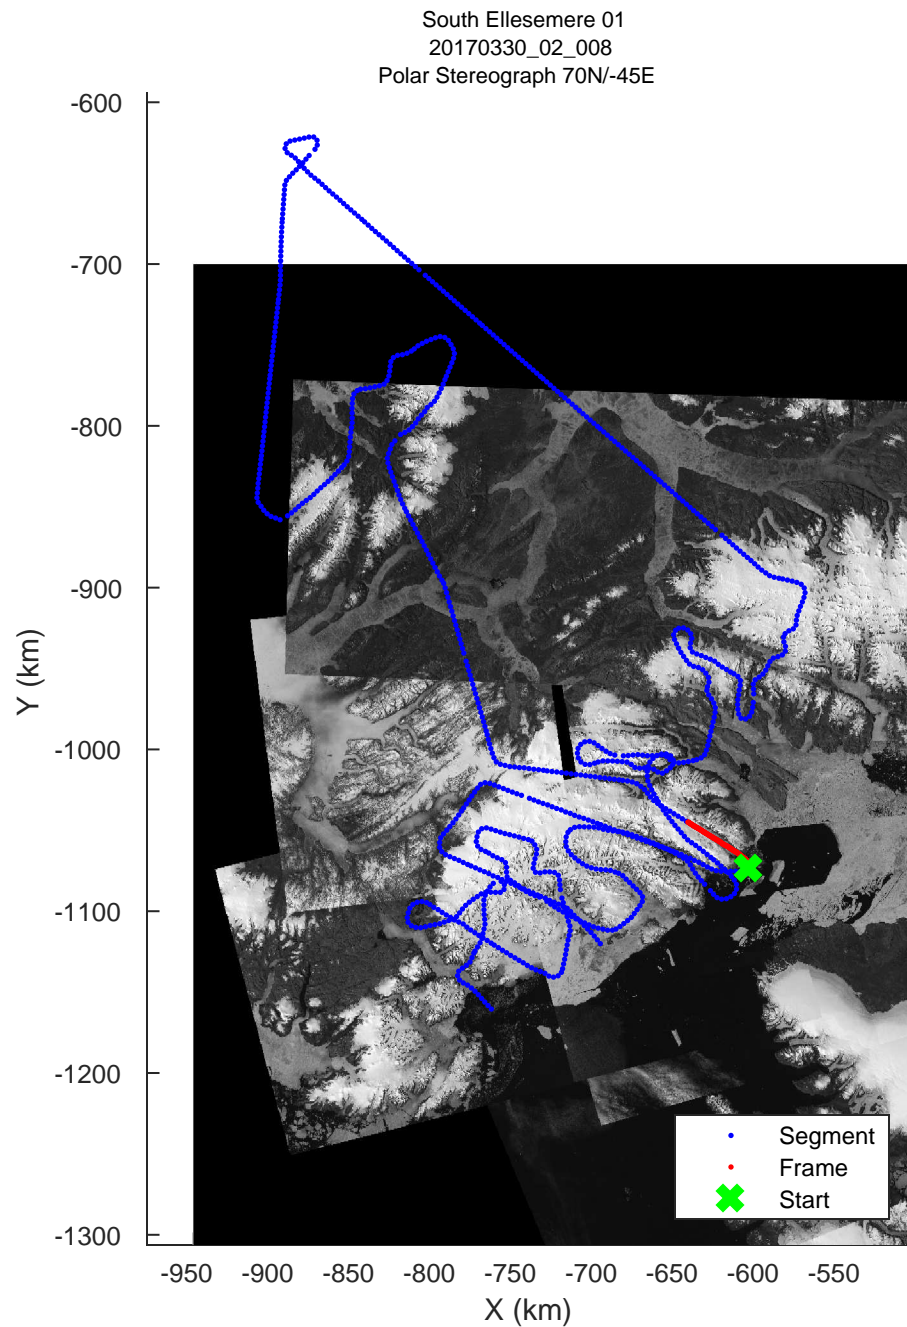 South Ellesemere 01
20170330_02_008
Polar Stereograph 70N/-45E
-600
-700
-800
-900
-1000
-1100
-1200
-1300
Y (km)
-950 -900 -850 -800 -750 -700 -650 -600 -550
X (km)
Segment
Frame
Start